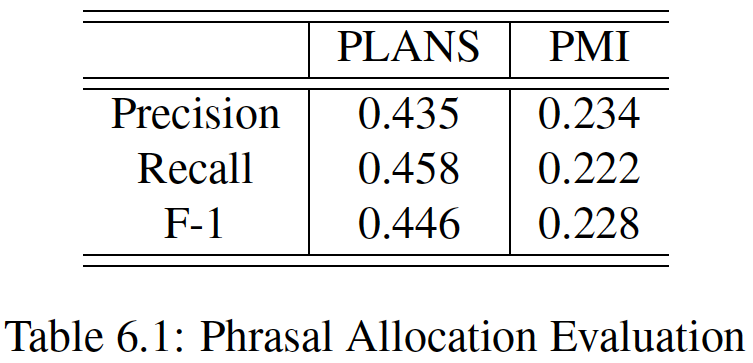 PLANS PMI
Precision 0.435 0.234
Recall 0.458 0.222
F-1 0.446 0.228
Table 6.1: Phrasal Allocation Evaluation